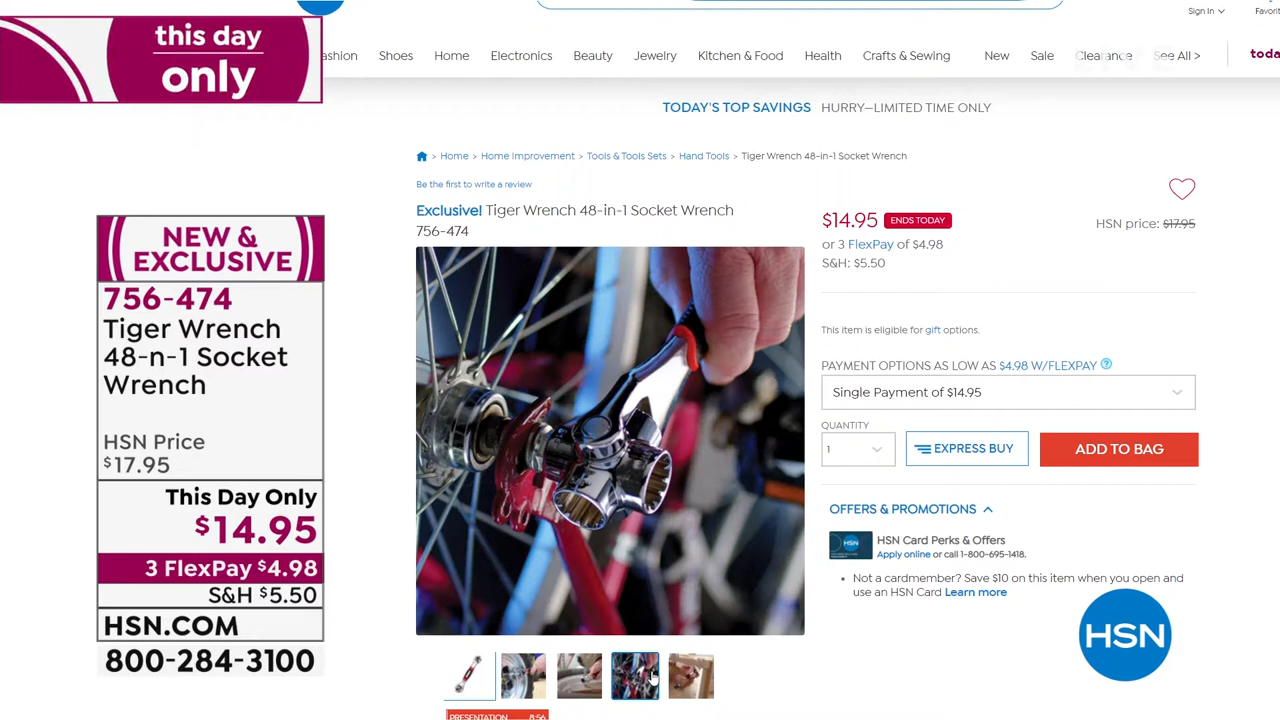 this day
only
Sign In
Favorit
ashion Shoes Home Electronics Beauty Jewelry Kitchen & Food Health Crafts & Sewing New Sale Clearance See All > toda
TODAY'S TOP SAVINGS HURRY—LIMITED TIME ONLY
> Home > Home Improvement > Tools & Tools Sets > Hand Tools > Tiger Wrench 48-in-1 Socket Wrench
Be the first to write a review
Exclusive! Tiger Wrench 48-in-1 Socket Wrench
756-474
$14.95 ENDS TODAY
HSN price: $17.95
or 3 FlexPay of $4.98
S&H: $5.50
This item is eligible for gift options.
PAYMENT OPTIONS AS LOW AS $4.98 W/FLEXPAY ?
Single Payment of $14.95
QUANTITY
1
EXPRESS BUY
ADD TO BAG
OFFERS & PROMOTIONS
HSN
HSN Card Perks & Offers
Apply online or call 1-800-695-1418.
• Not a cardmember? Save $10 on this item when you open and
use an HSN Card Learn more
HSN
NEW &
EXCLUSIVE
756-474
Tiger Wrench
48-n-1 Socket
Wrench
HSN Price
$17.95
This Day Only
$14.95
3 FlexPay $4.98
S&H $5.50
HSN.COM
800-284-3100
PRESENTATION 8:56